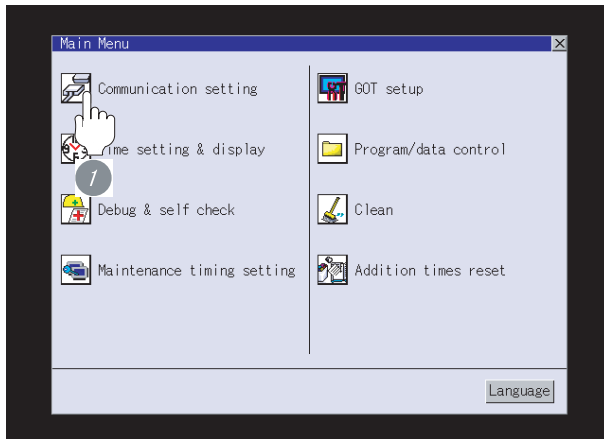 Main Menu
Communication setting
GOT setup
ime setting & display
Program/data control
1
Debug & self check
Clean
Maintenance timing setting
Addition times reset
Language